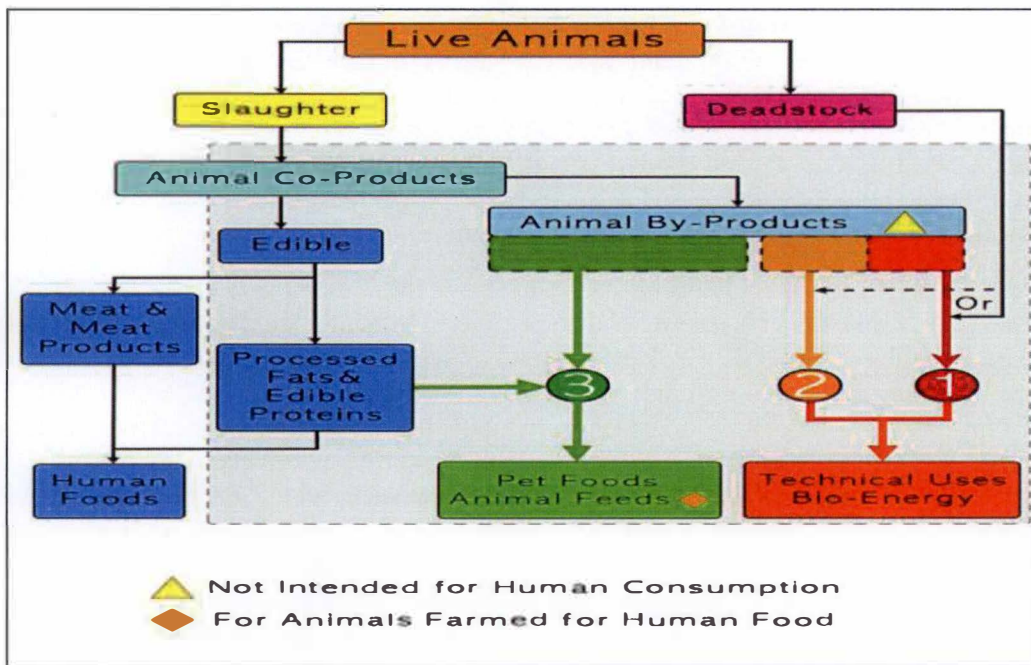 Live Animals
Slaughter
Deadstock
Animal Co-Products
Animal By-Products
Edible
Or
Meat &
Meat
Products
Processed
Fats &
Edible
Proteins
3
2
1
Human
Foods
Pet Foods
Animal Feeds
Technical Uses
Bio-Energy
Not Intended for Human Consumption
For Animals Farmed for Human Food